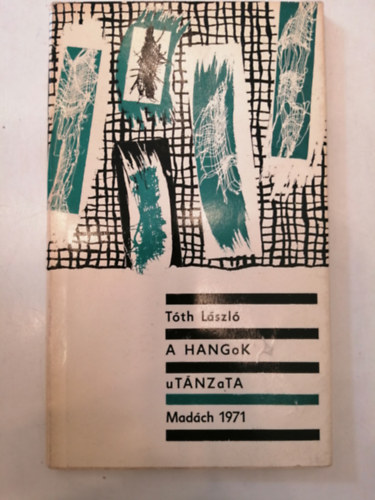 Tóth László
A HANGoK
uTÁNZaTA
Madách 1971